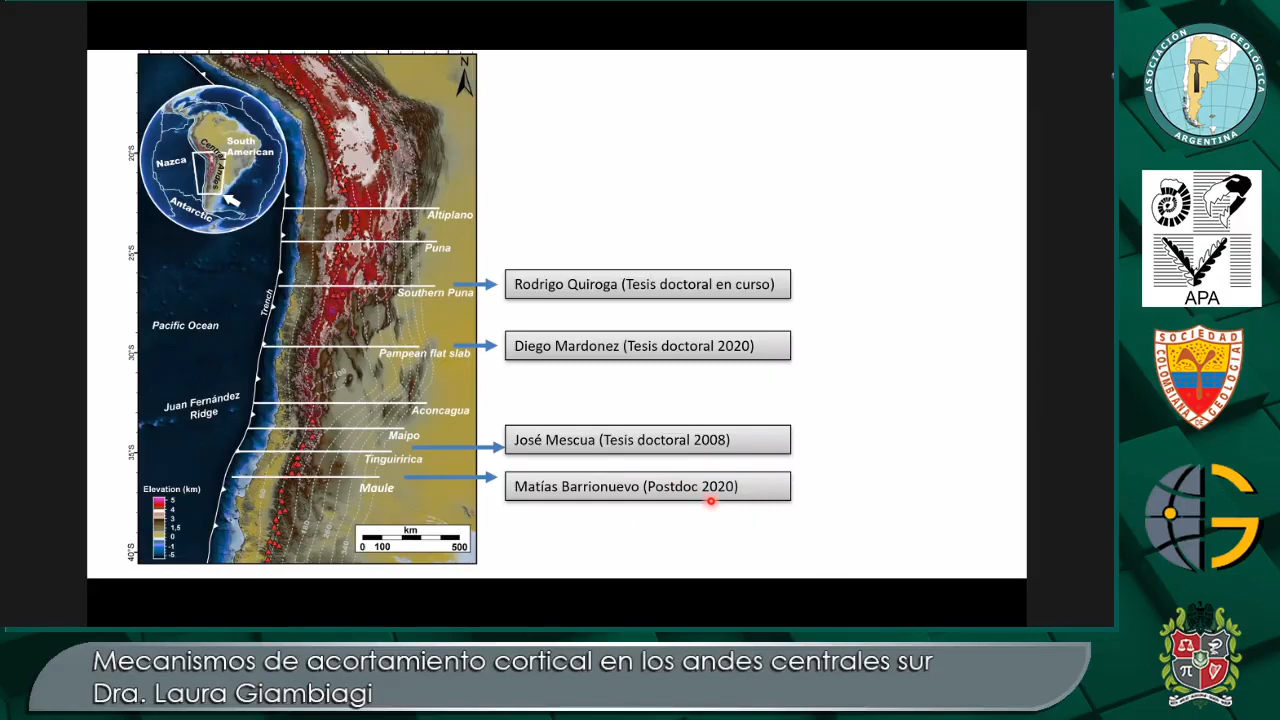 N
20°S
25°S
30°S
35°S
40°S
South
American
Nazca
Central Andes
Antarctic
Altiplano
Puna
Southern Puna
Trench
Pacific Ocean
Pampean flat slab
Juan Fernández
Ridge
Aconcagua
Maipo
Tinguiririca
Maule
Elevation (km)
5
4
3
1,5
0
-1
-5
km
0 100 500
Rodrigo Quiroga (Tesis doctoral en curso)
Diego Mardonez (Tesis doctoral 2020)
José Mescua (Tesis doctoral 2008)
Matías Barrionuevo (Postdoc 2020)
ASOCIACIÓN GEOLÓGICA
ARGENTINA
APA
SOCIEDAD
COLOMBIANA DE GEOLOGIA
G
Mecanismos de acortamiento cortical en los andes centrales sur
Dra. Laura Giambiagi